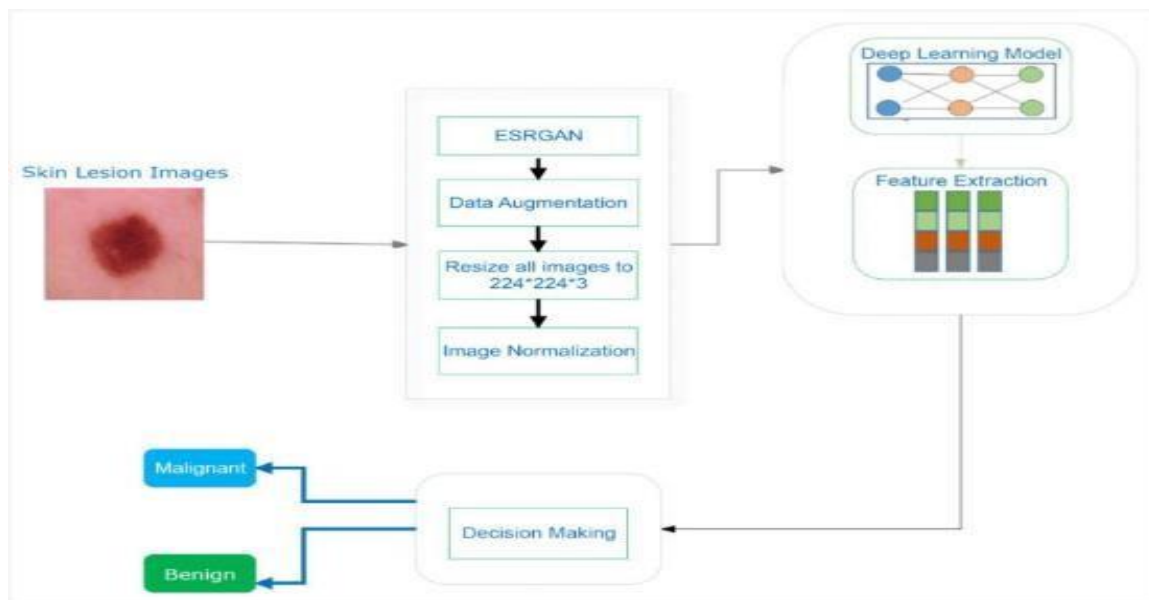 Skin Lesion Images
ESRGAN
Data Augmentation
Resize all images to
224*224*3
Image Normalization
Deep Learning Model
Feature Extraction
Decision Making
Malignant
Benign